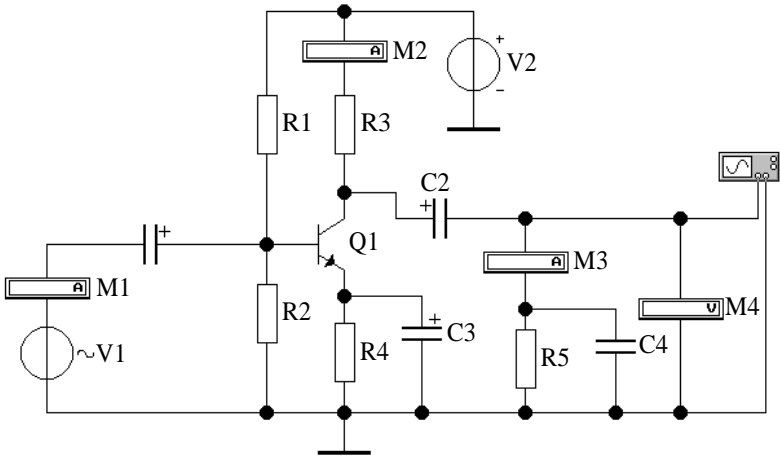 A
M2
+
V2
−
R1
R3
C2
+
+
Q1
A
M3
A
M1
R2
V
M4
+
C3
~V1
R4
R5
C4